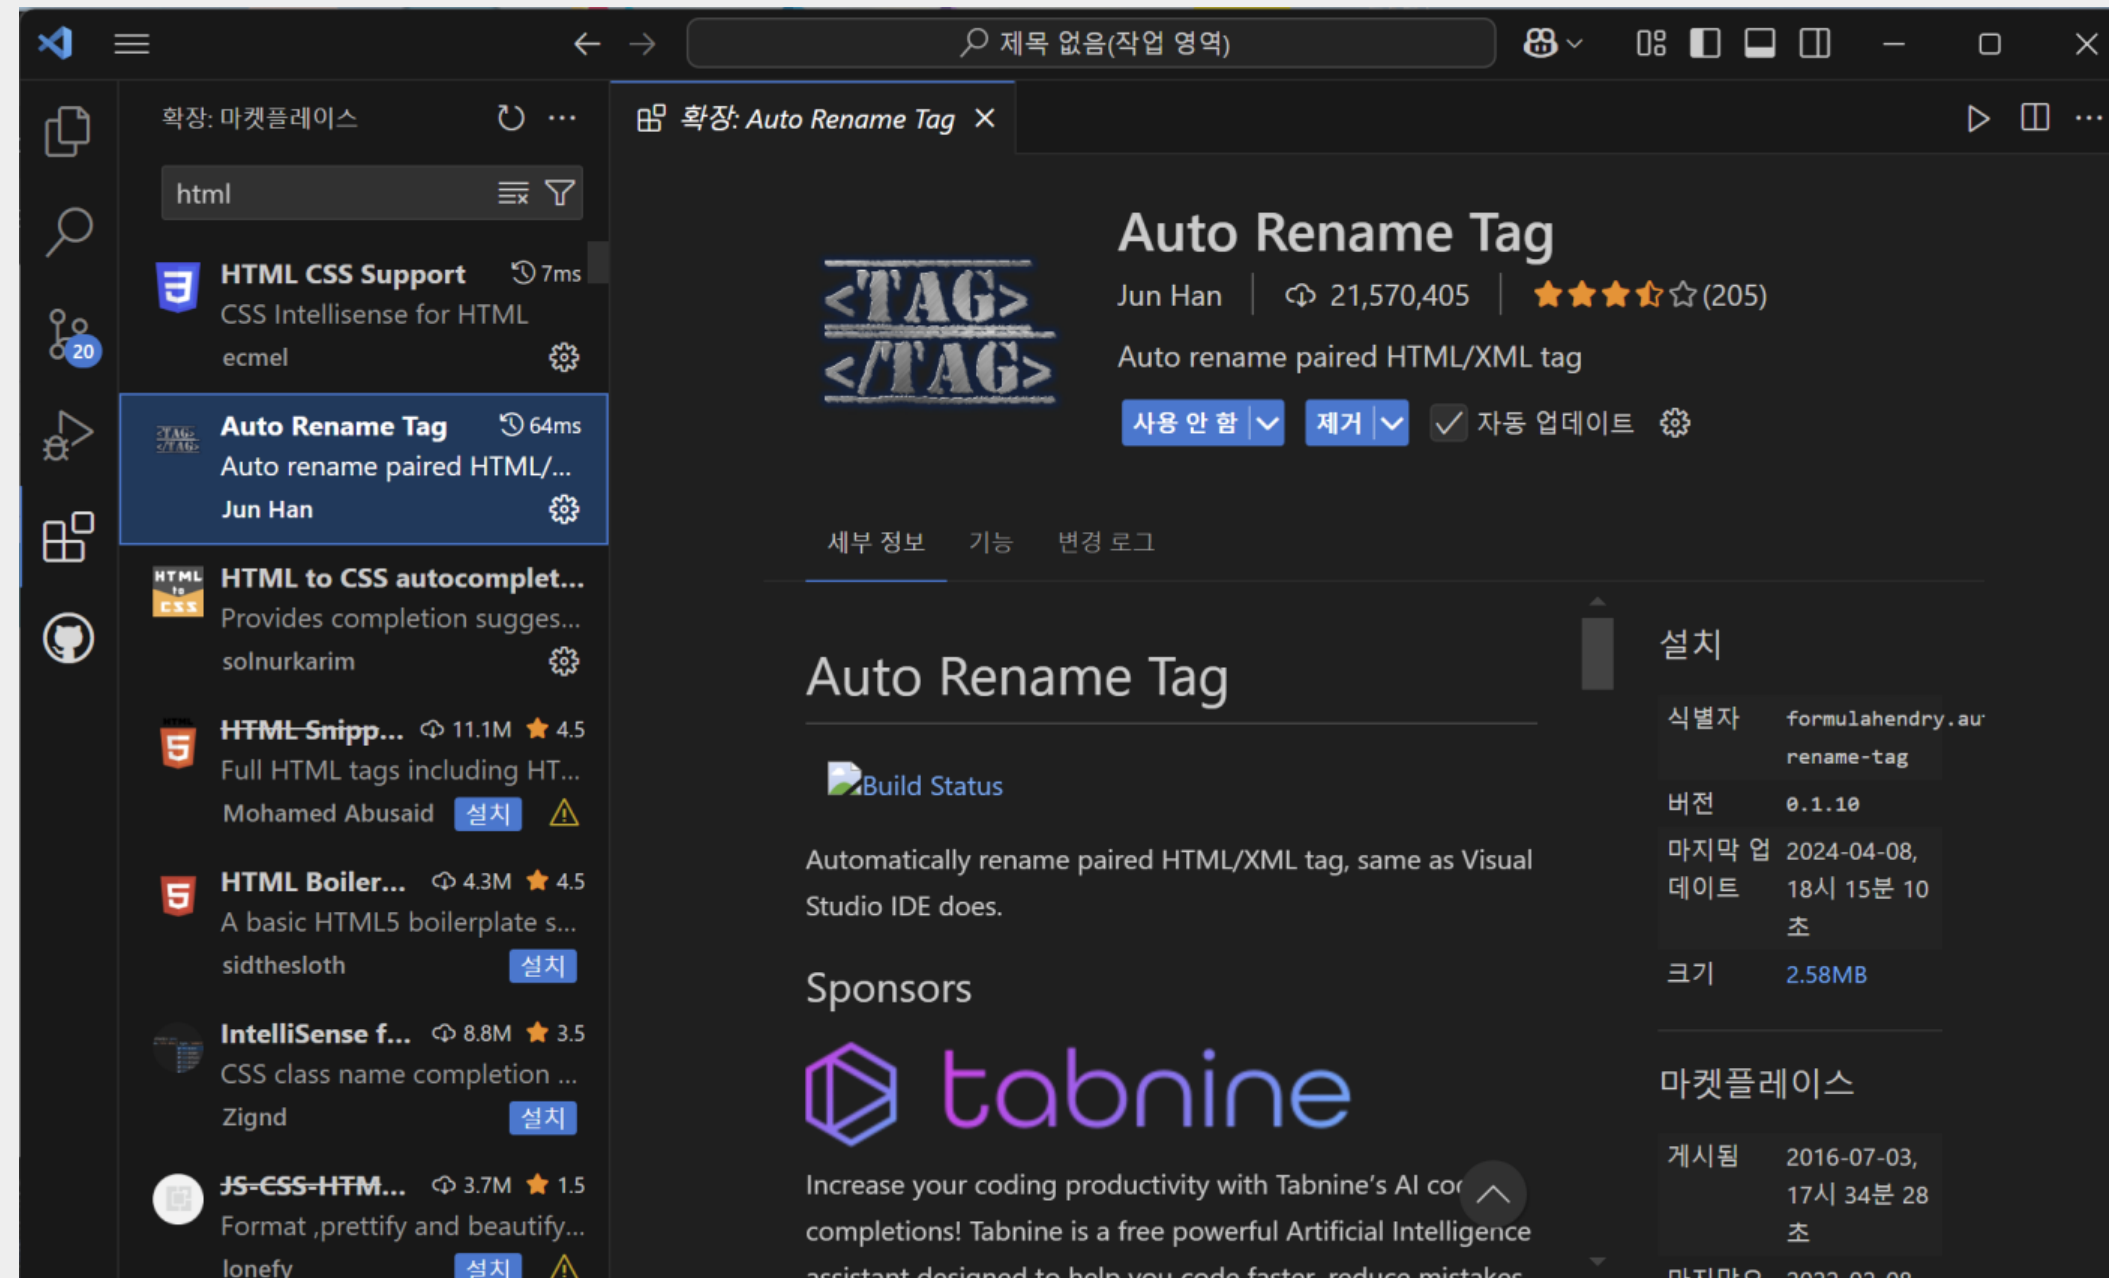 제목 없음(작업 영역)
확장: 마켓플레이스
html
HTML CSS Support 7ms
CSS Intellisense for HTML
ecmel
20
Auto Rename Tag 64ms
Auto rename paired HTML/...
Jun Han
HTML to CSS autocomplet...
Provides completion sugges...
solnurkarim
HTML Snipp... 11.1M 4.5
Full HTML tags including HT...
Mohamed Abusaid 설치
HTML Boiler... 4.3M 4.5
A basic HTML5 boilerplate s...
sidthesloth 설치
IntelliSense f... 8.8M 3.5
CSS class name completion ...
Zignd 설치
JS-CSS-HTM... 3.7M 1.5
Format ,prettify and beautify...
lonefy 설치
확장: Auto Rename Tag
<TAG>
</TAG>
Auto Rename Tag
Jun Han 21,570,405 (205)
Auto rename paired HTML/XML tag
사용 안 함 제거 자동 업데이트
세부 정보 기능 변경 로그
Auto Rename Tag
Build Status
Automatically rename paired HTML/XML tag, same as Visual
Studio IDE does.
Sponsors
tabnine
Increase your coding productivity with Tabnine's AI co
completions! Tabnine is a free powerful Artificial Intelligence
assistant designed to help you code faster, reduce mistakes,
설치
식별자 formulahendry.au
rename-tag
버전 0.1.10
마지막 업 2024-04-08,
데이트 18시 15분 10
초
크기 2.58MB
마켓플레이스
게시됨 2016-07-03,
17시 34분 28
초